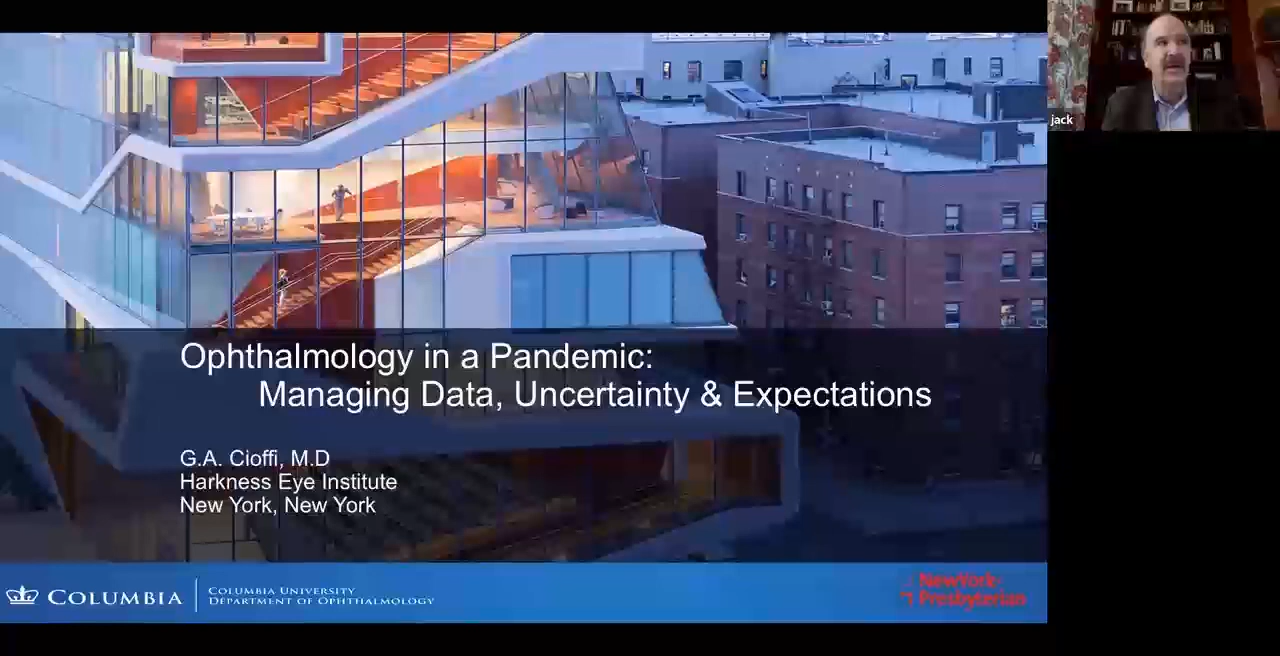 jack
Ophthalmology in a Pandemic:
Managing Data, Uncertainty & Expectations
G.A. Cioffi, M.D
Harkness Eye Institute
New York, New York
COLUMBIA
COLUMBIA UNIVERSITY
DEPARTMENT OF OPHTHALMOLOGY
NewYork-
Presbyterian